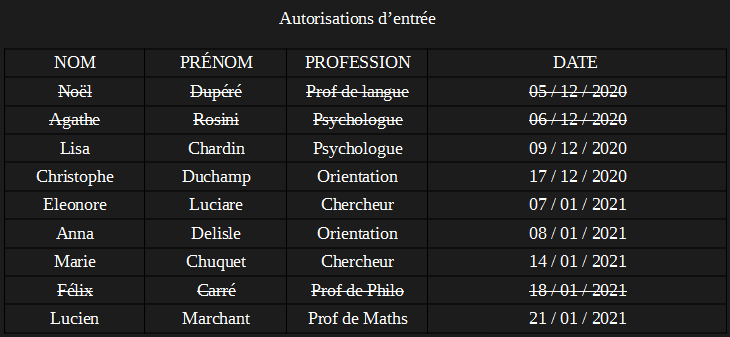 Autorisations d’entrée
NOM PRÉNOM PROFESSION DATE
Noël Dupéré Prof de langue 05 / 12 / 2020
Agathe Rosini Psychologue 06 / 12 / 2020
Lisa Chardin Psychologue 09 / 12 / 2020
Christophe Duchamp Orientation 17 / 12 / 2020
Eleonore Luciare Chercheur 07 / 01 / 2021
Anna Delisle Orientation 08 / 01 / 2021
Marie Chuquet Chercheur 14 / 01 / 2021
Félix Carré Prof de Philo 18 / 01 / 2021
Lucien Marchant Prof de Maths 21 / 01 / 2021